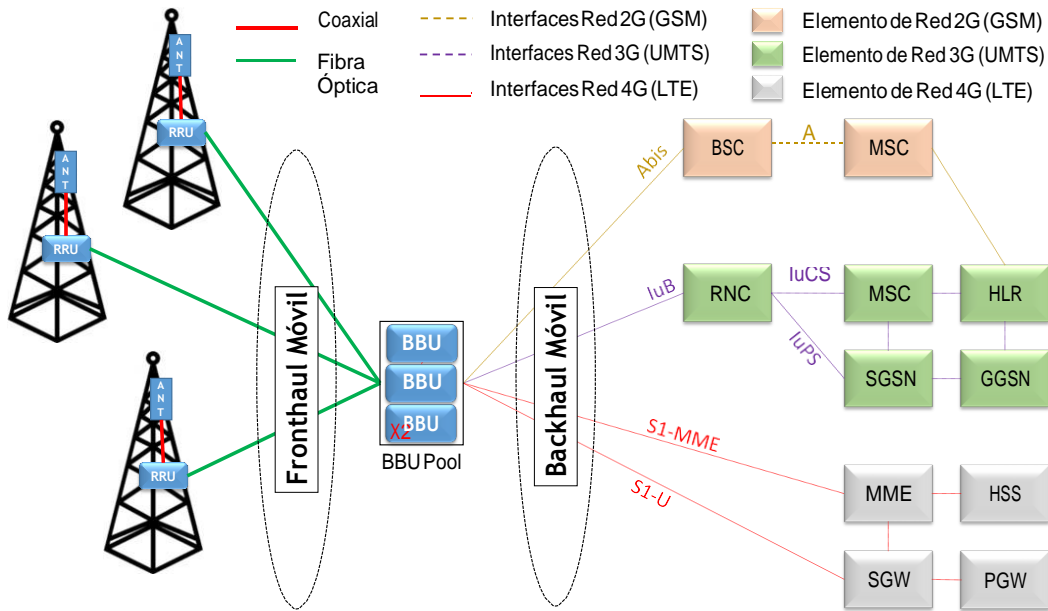 Coaxial
Fibra
Óptica
Interfaces Red 2G (GSM)
Interfaces Red 3G (UMTS)
Interfaces Red 4G (LTE)
Elemento de Red 2G (GSM)
Elemento de Red 3G (UMTS)
Elemento de Red 4G (LTE)
ANT
RRU
ANT
RRU
ANT
RRU
Fronthaul Móvil
BBU
BBU
BBU
X2
BBU Pool
Backhaul Móvil
Abis
BSC
A
MSC
IuB
RNC
IuCS
MSC
HLR
IuPS
SGSN
GGSN
S1-MME
S1-U
MME
HSS
SGW
PGW